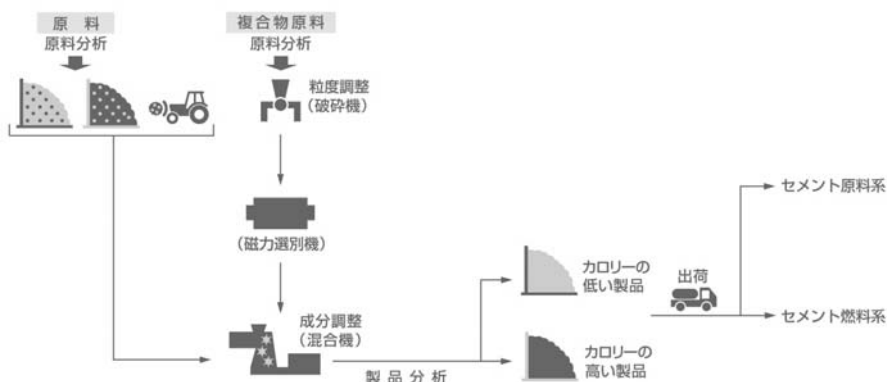 原料
原料分析
複合物原料
原料分析
粒度調整
（破砕機）
（磁力選別機）
成分調整
（混合機）
製品分析
カロリーの
低い製品
カロリーの
高い製品
出荷
セメント原料系
セメント燃料系